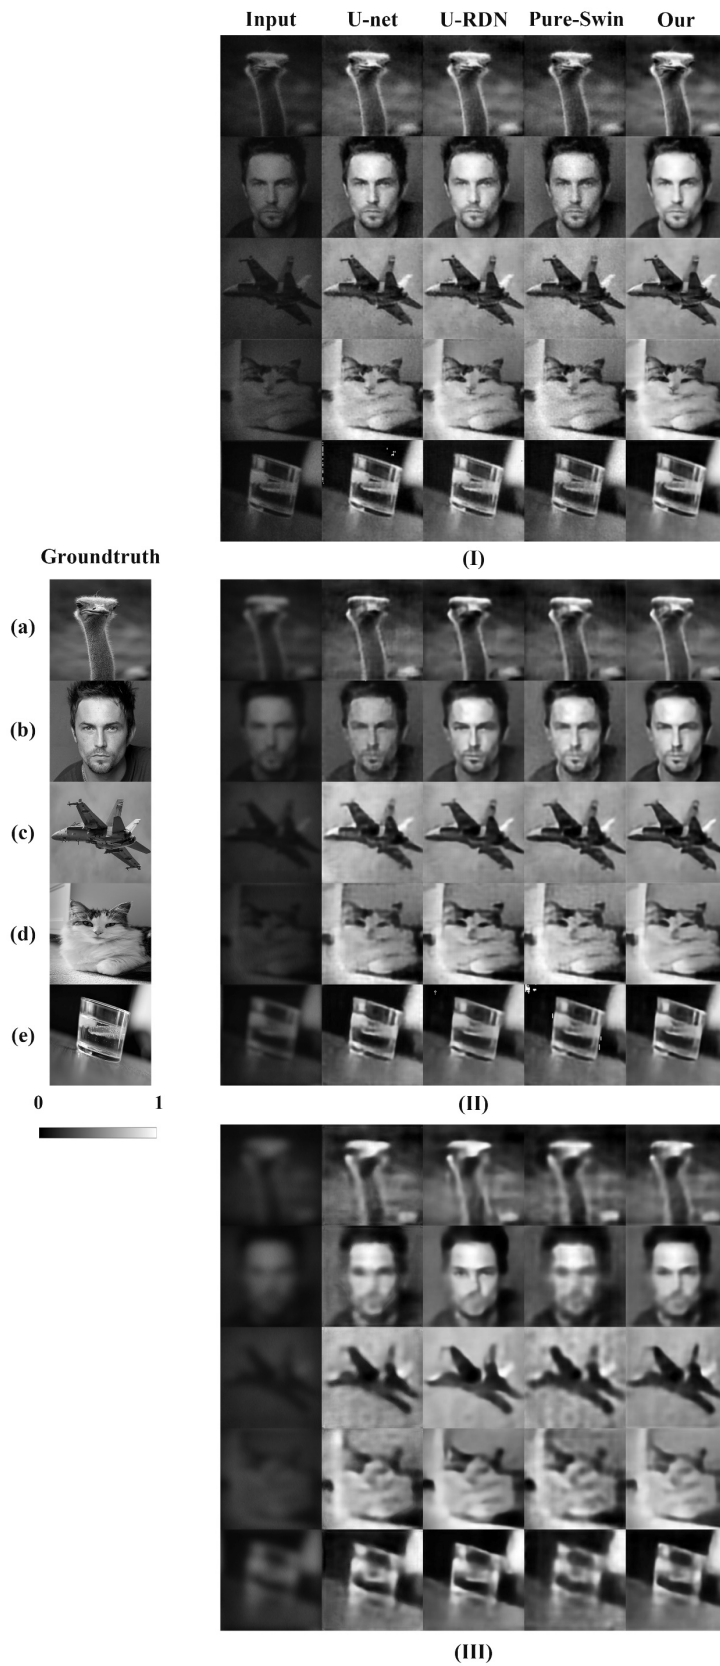 Input U-net U-RDN Pure-Swin Our
(I)
Groundtruth
(a)
(b)
(c)
(d)
(e)
(II)
0 1
(III)